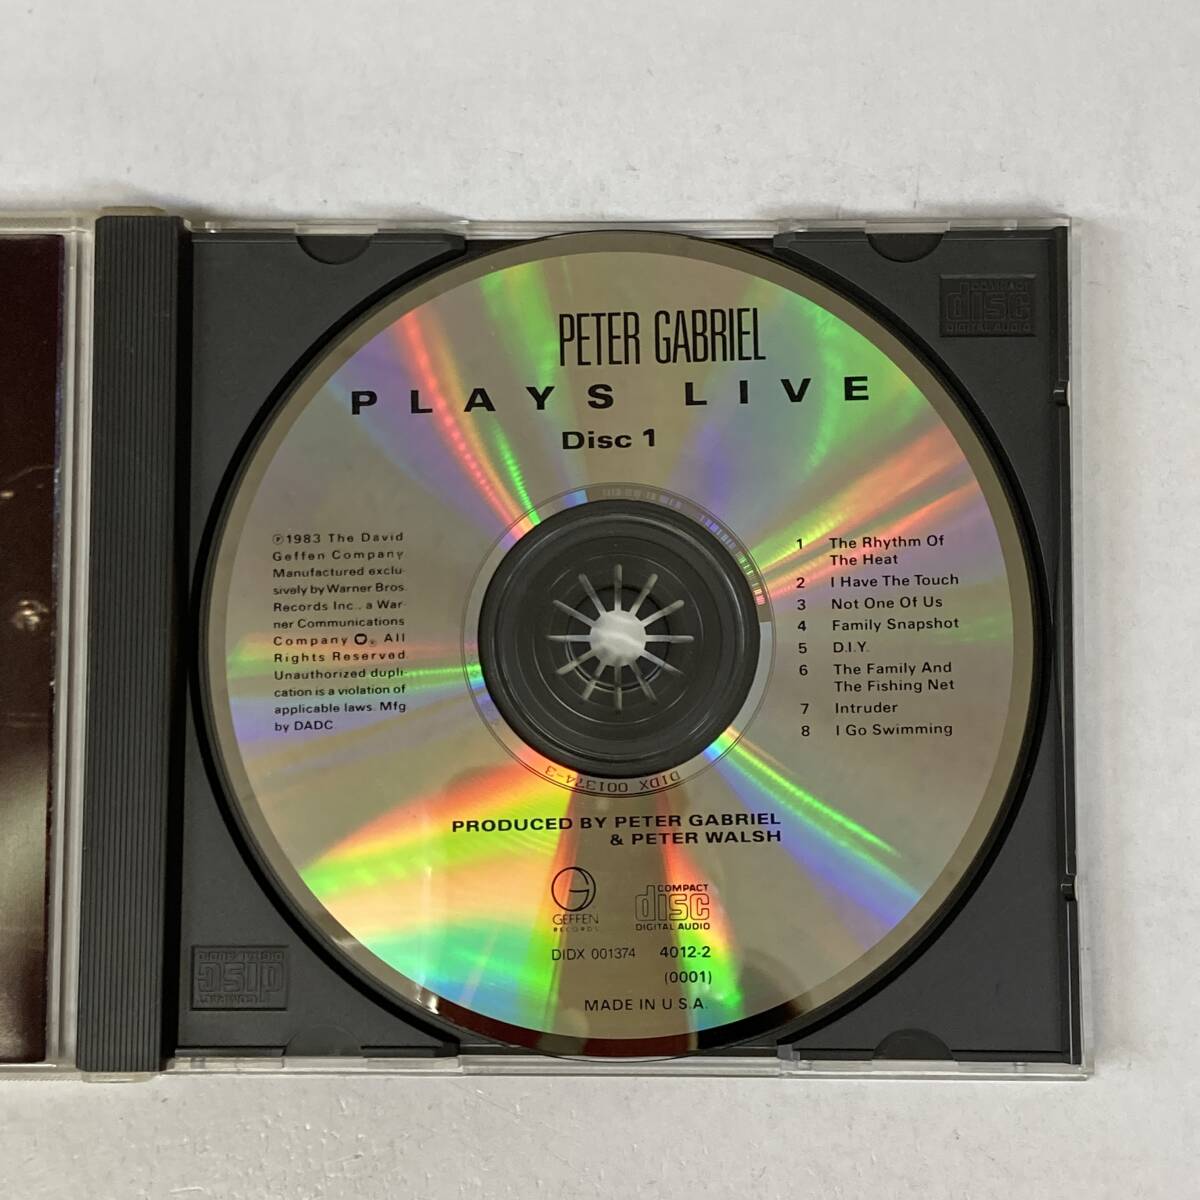 PETER GABRIEL
PLAYS LIVE
Disc 1
℗1983 The David
Geffen Company
Manufactured exclu-
sively by Warner Bros.
Records Inc., a War-
ner Communications
Company ®. All
Rights Reserved.
Unauthorized dupli-
cation is a violation of
applicable laws. Mfg
by DADC
1 The Rhythm Of
The Heat
2 I Have The Touch
3 Not One Of Us
4 Family Snapshot
5 D.I.Y.
6 The Family And
The Fishing Net
7 Intruder
8 I Go Swimming
DIDX 001374-3
PRODUCED BY PETER GABRIEL
& PETER WALSH
GEFFEN
RECORDS
COMPACT
disc
DIGITAL AUDIO
DIDX 001374 4012-2
(0001)
MADE IN U.S.A.
COMPACT
disc
DIGITAL AUDIO
COMPACT
disc
DIGITAL AUDIO